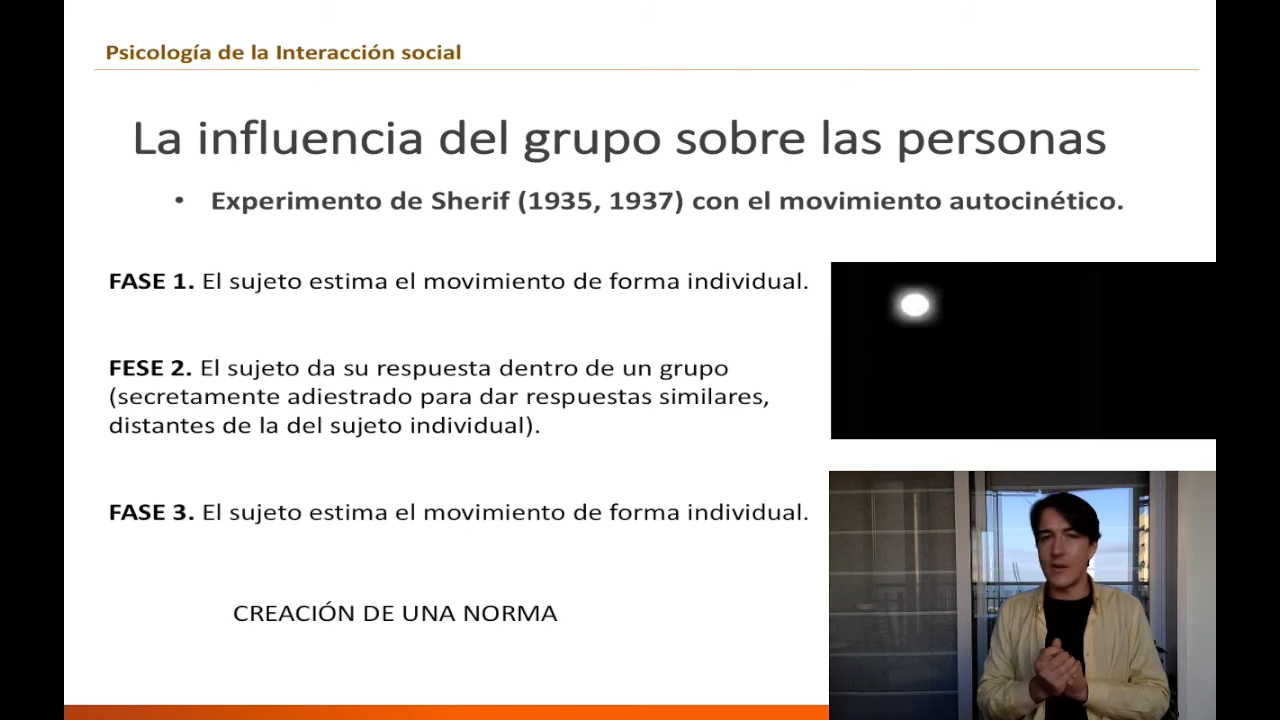 Psicología de la Interacción social
La influencia del grupo sobre las personas
• Experimento de Sherif (1935, 1937) con el movimiento autocinético.
FASE 1. El sujeto estima el movimiento de forma individual.
FESE 2. El sujeto da su respuesta dentro de un grupo
(secretamente adiestrado para dar respuestas similares,
distantes de la del sujeto individual).
FASE 3. El sujeto estima el movimiento de forma individual.
CREACIÓN DE UNA NORMA